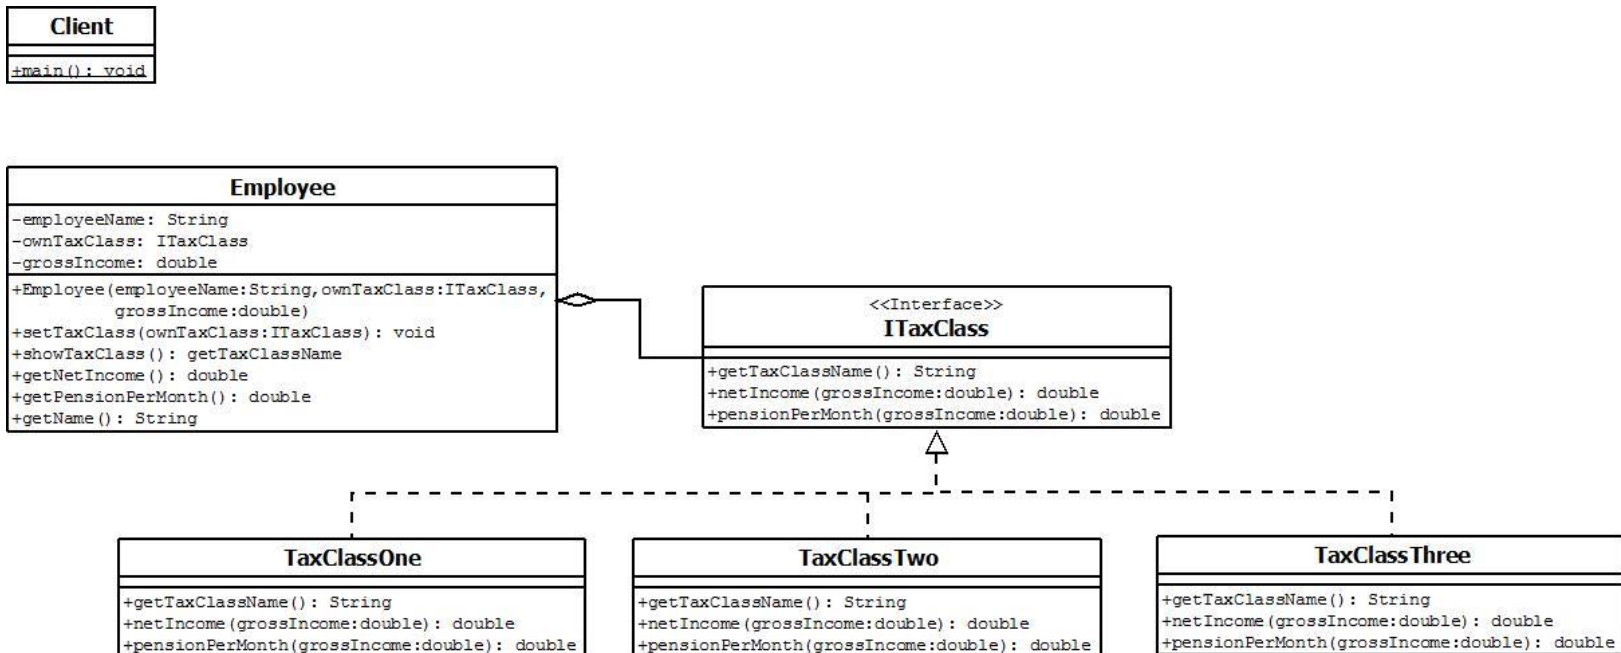 Client
+main(): void
Employee
-employeeName: String
-ownTaxClass: ITaxClass
-grossIncome: double
+Employee(employeeName:String,ownTaxClass:ITaxClass,
grossIncome:double)
+setTaxClass(ownTaxClass:ITaxClass): void
+showTaxClass(): getTaxClassName
+getNetIncome(): double
+getPensionPerMonth(): double
+getName(): String
<<Interface>>
ITaxClass
+getTaxClassName(): String
+netIncome(grossIncome:double): double
+pensionPerMonth(grossIncome:double): double
TaxClassOne
+getTaxClassName(): String
+netIncome(grossIncome:double): double
+pensionPerMonth(grossIncome:double): double
TaxClassTwo
+getTaxClassName(): String
+netIncome(grossIncome:double): double
+pensionPerMonth(grossIncome:double): double
TaxClassThree
+getTaxClassName(): String
+netIncome(grossIncome:double): double
+pensionPerMonth(grossIncome:double): double